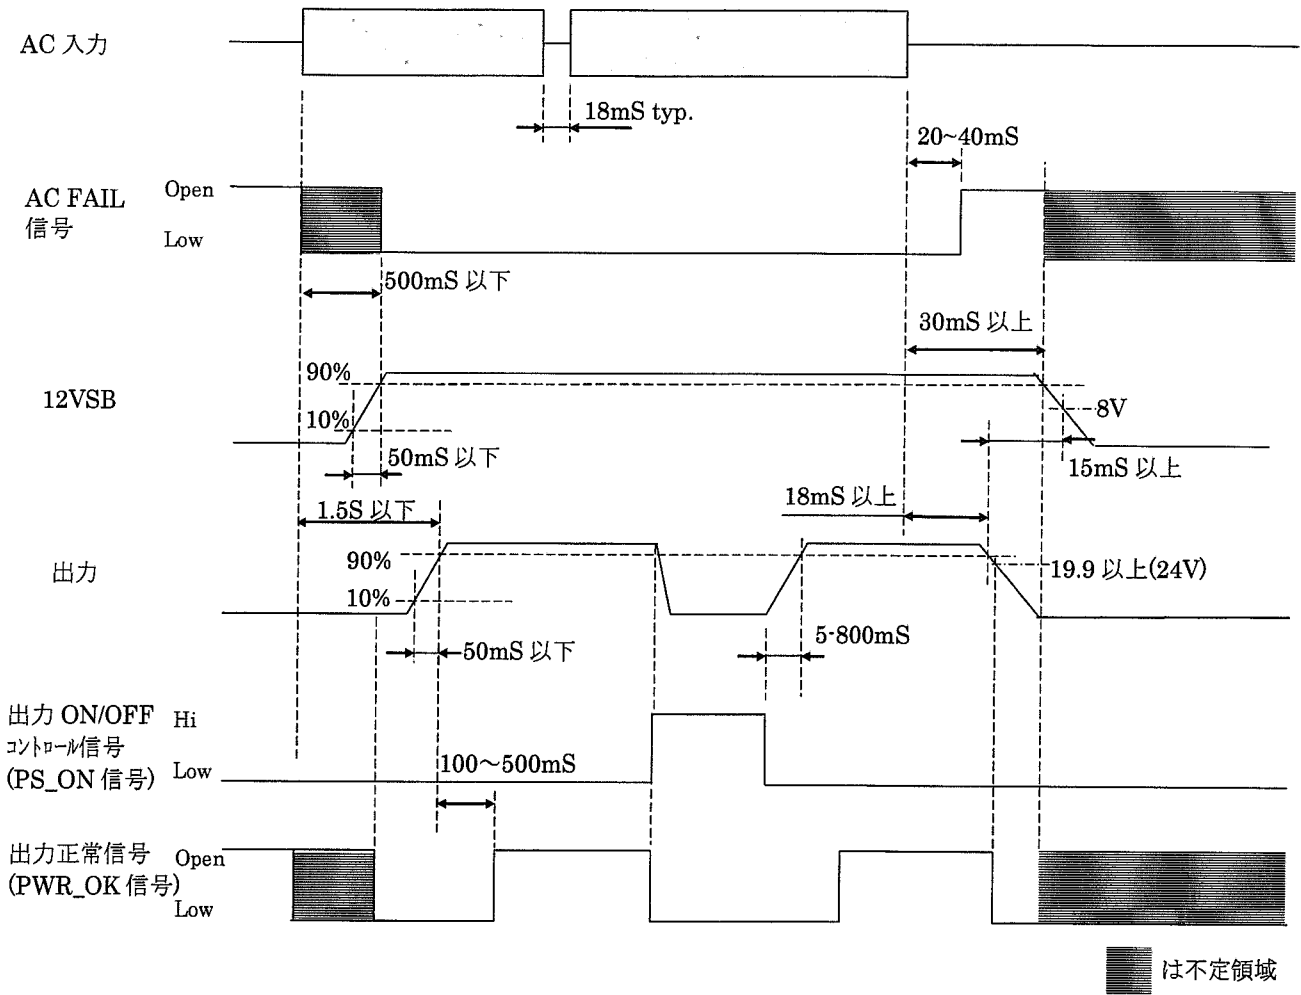 AC 入力
18mS typ.
20~40mS
AC FAIL
信号
Open
Low
500mS 以下
30mS 以上
12VSB
90%
10%
8V
50mS 以下
15mS 以上
1.5S 以下
18mS 以上
出力
90%
10%
19.9 以上(24V)
50mS 以下
5-800mS
出力 ON/OFF
コントロール信号
(PS_ON 信号)
Hi
Low
100～500mS
出力正常信号
(PWR_OK 信号)
Open
Low
は不定領域